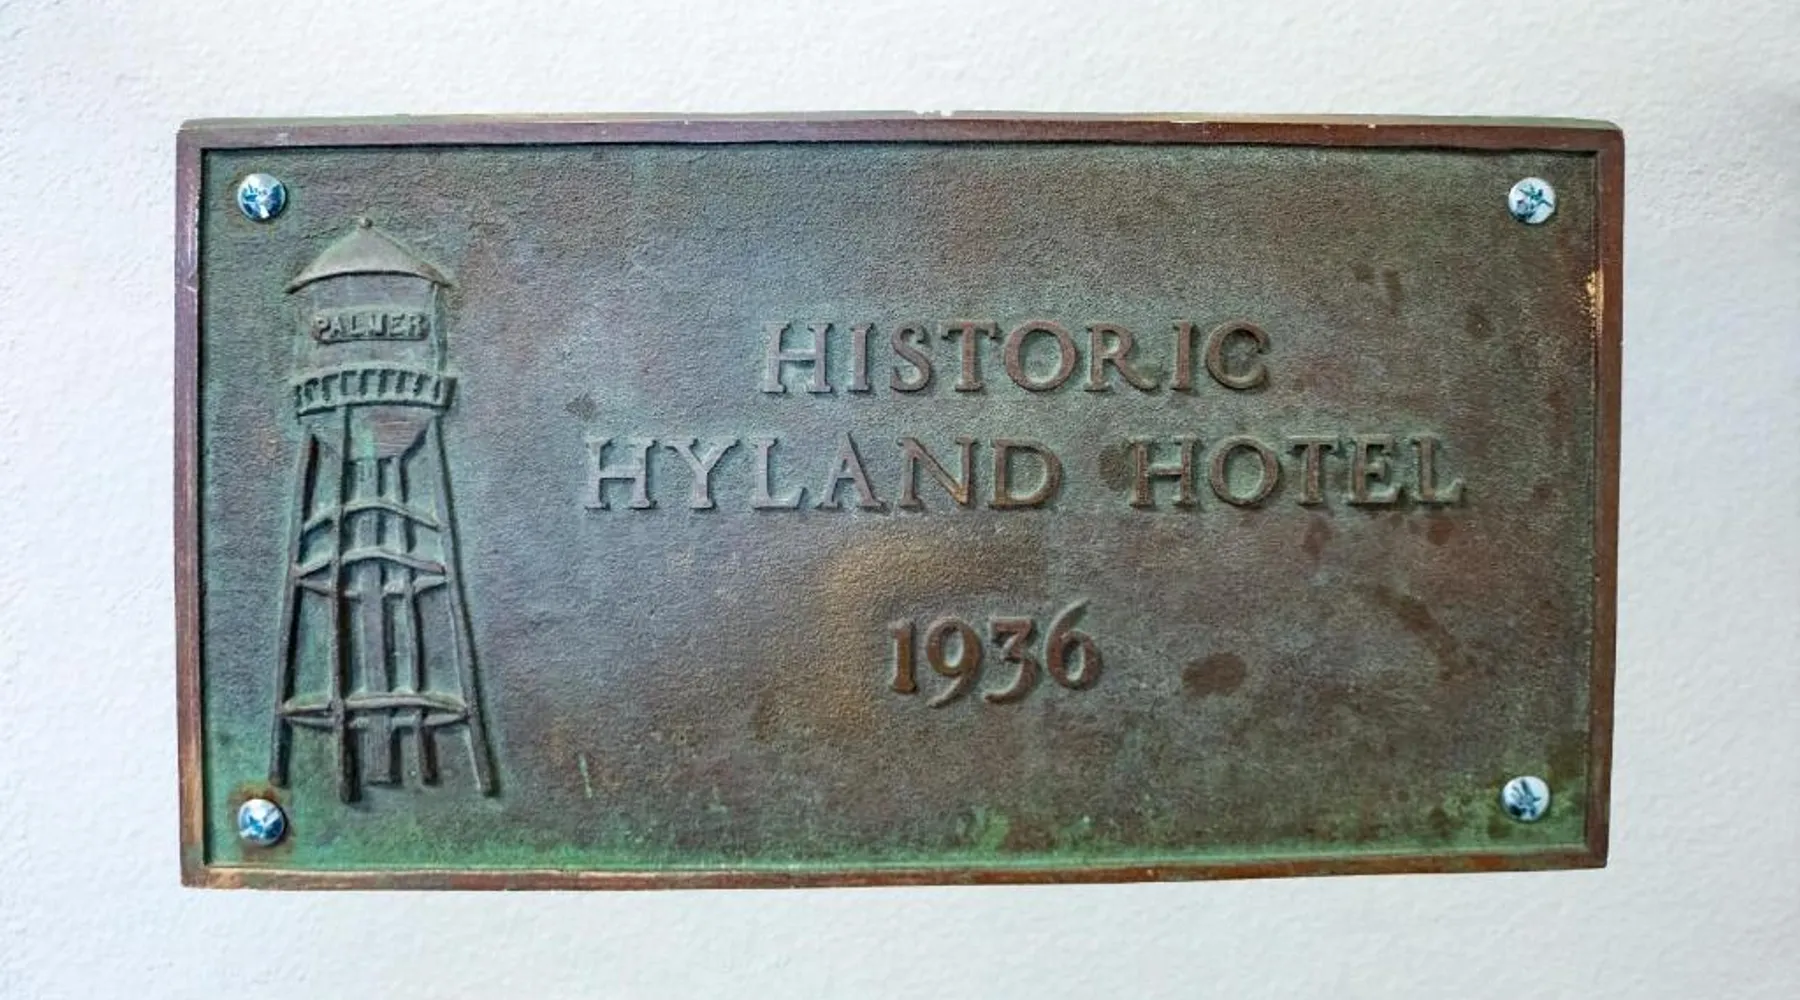 PALMER
HISTORIC
HYLAND HOTEL
1936